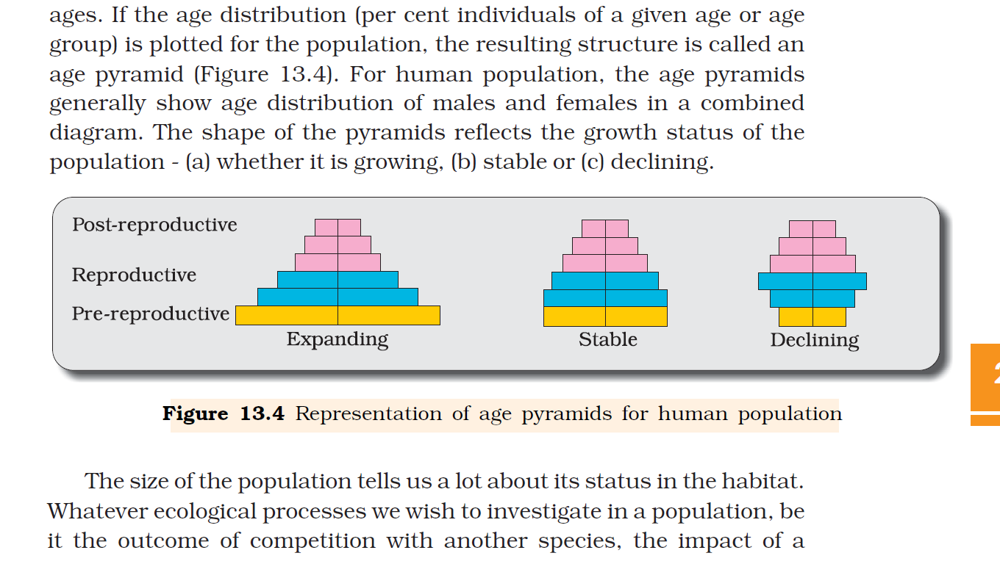 ages. If the age distribution (per cent individuals of a given age or age
group) is plotted for the population, the resulting structure is called an
age pyramid (Figure 13.4). For human population, the age pyramids
generally show age distribution of males and females in a combined
diagram. The shape of the pyramids reflects the growth status of the
population - (a) whether it is growing, (b) stable or (c) declining.
Post-reproductive
Reproductive
Pre-reproductive
Expanding
Stable
Declining
Figure 13.4 Representation of age pyramids for human population
The size of the population tells us a lot about its status in the habitat.
Whatever ecological processes we wish to investigate in a population, be
it the outcome of competition with another species, the impact of a